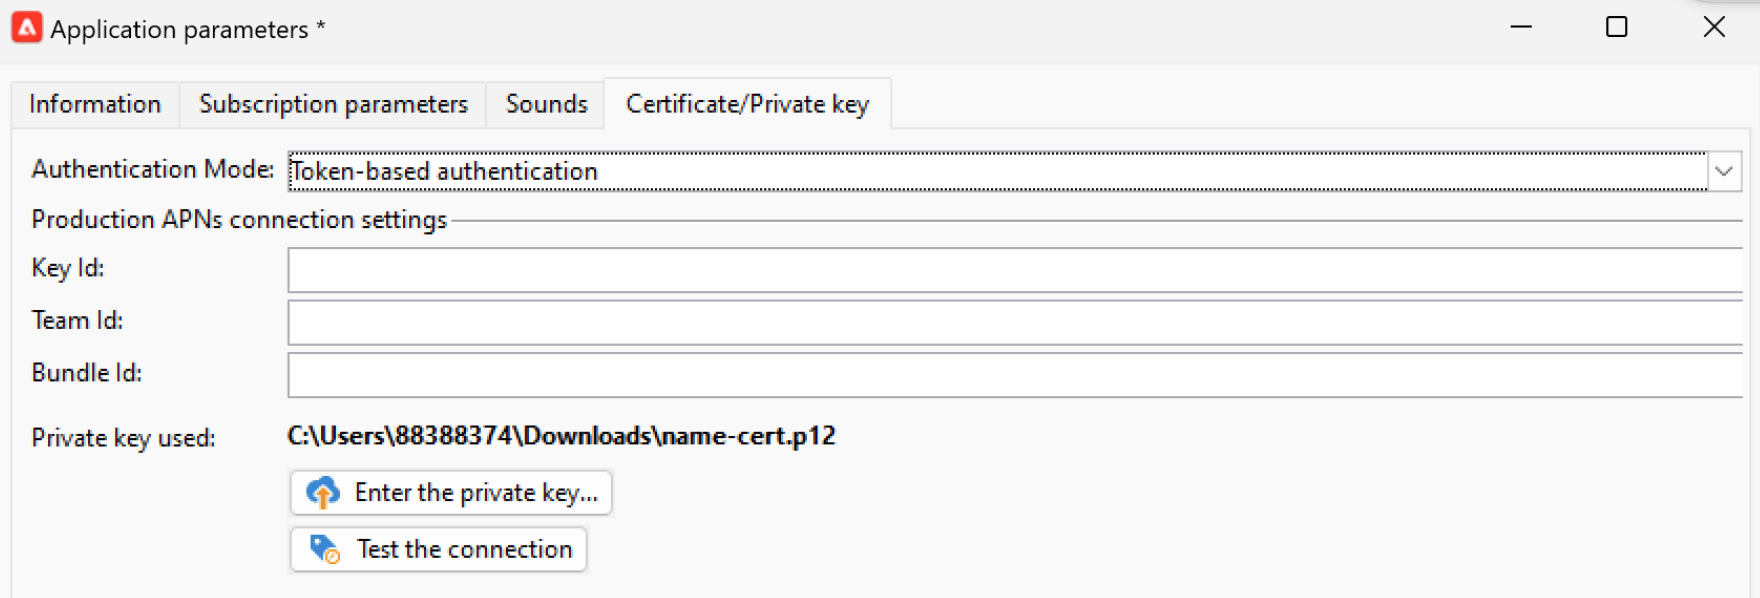 Application parameters *
Information Subscription parameters Sounds Certificate/Private key
Authentication Mode: Token-based authentication
Production APNs connection settings
Key Id:
Team Id:
Bundle Id:
Private key used: C:\Users\88388374\Downloads\name-cert.p12
Enter the private key...
Test the connection